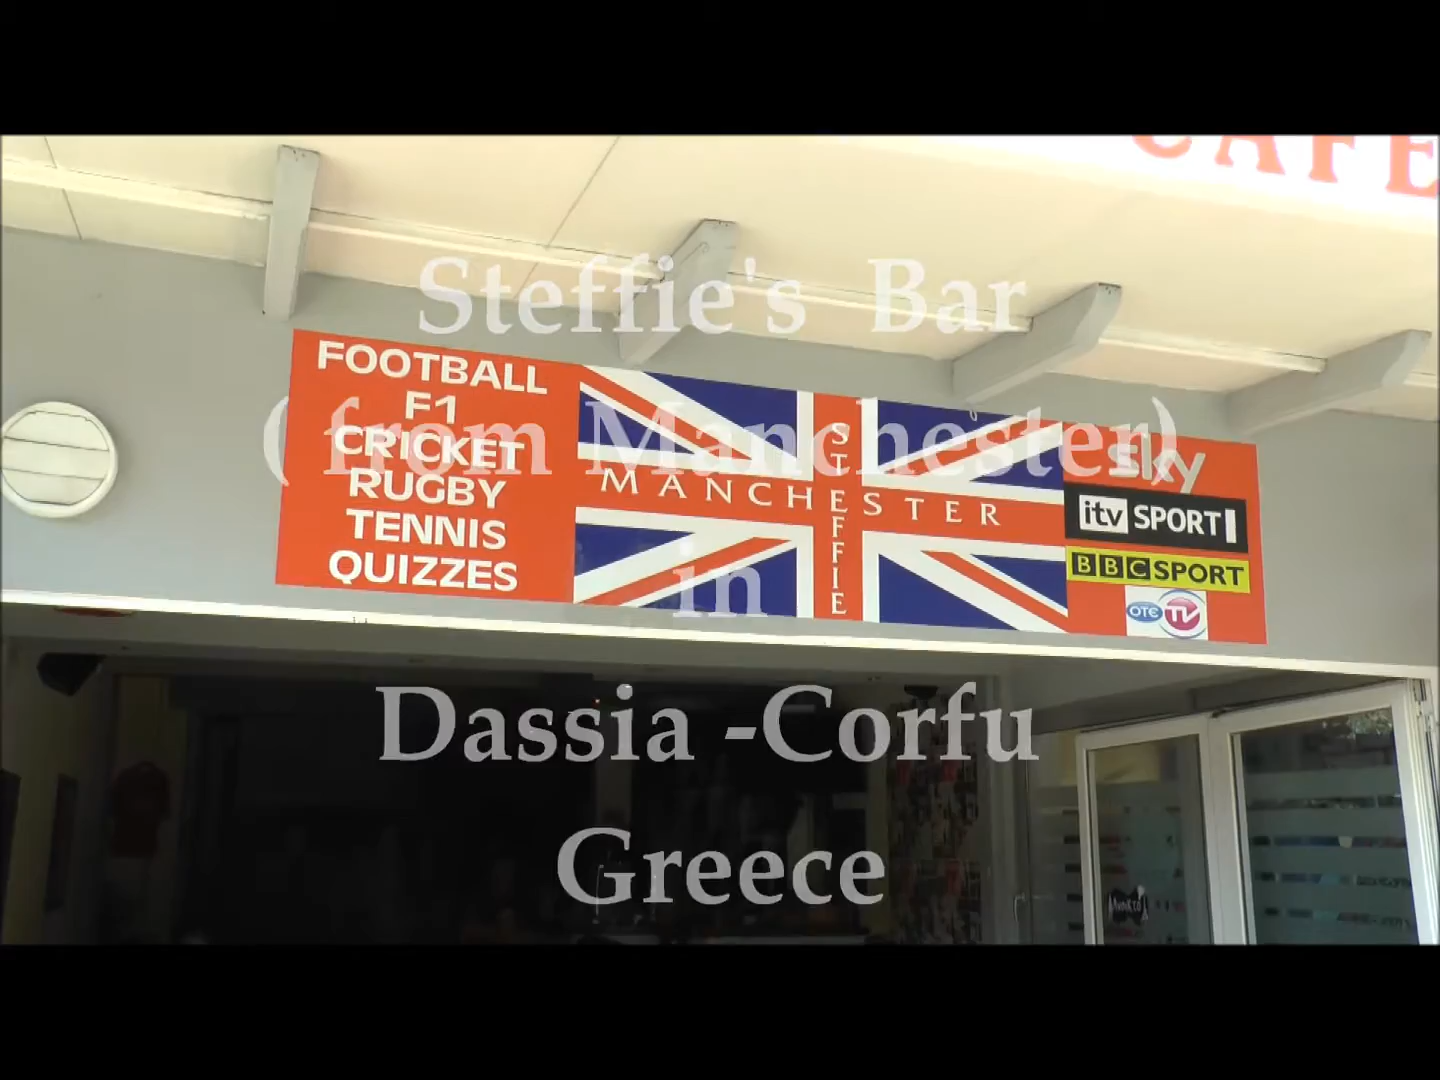 CAFE
Steffie's Bar
( from Manchester)
in
Dassia -Corfu
Greece
FOOTBALL
F1
CRICKET
RUGBY
TENNIS
QUIZZES
MANCHESTER
STEFFIE
sky
itv SPORT
BBC SPORT
OTE TV